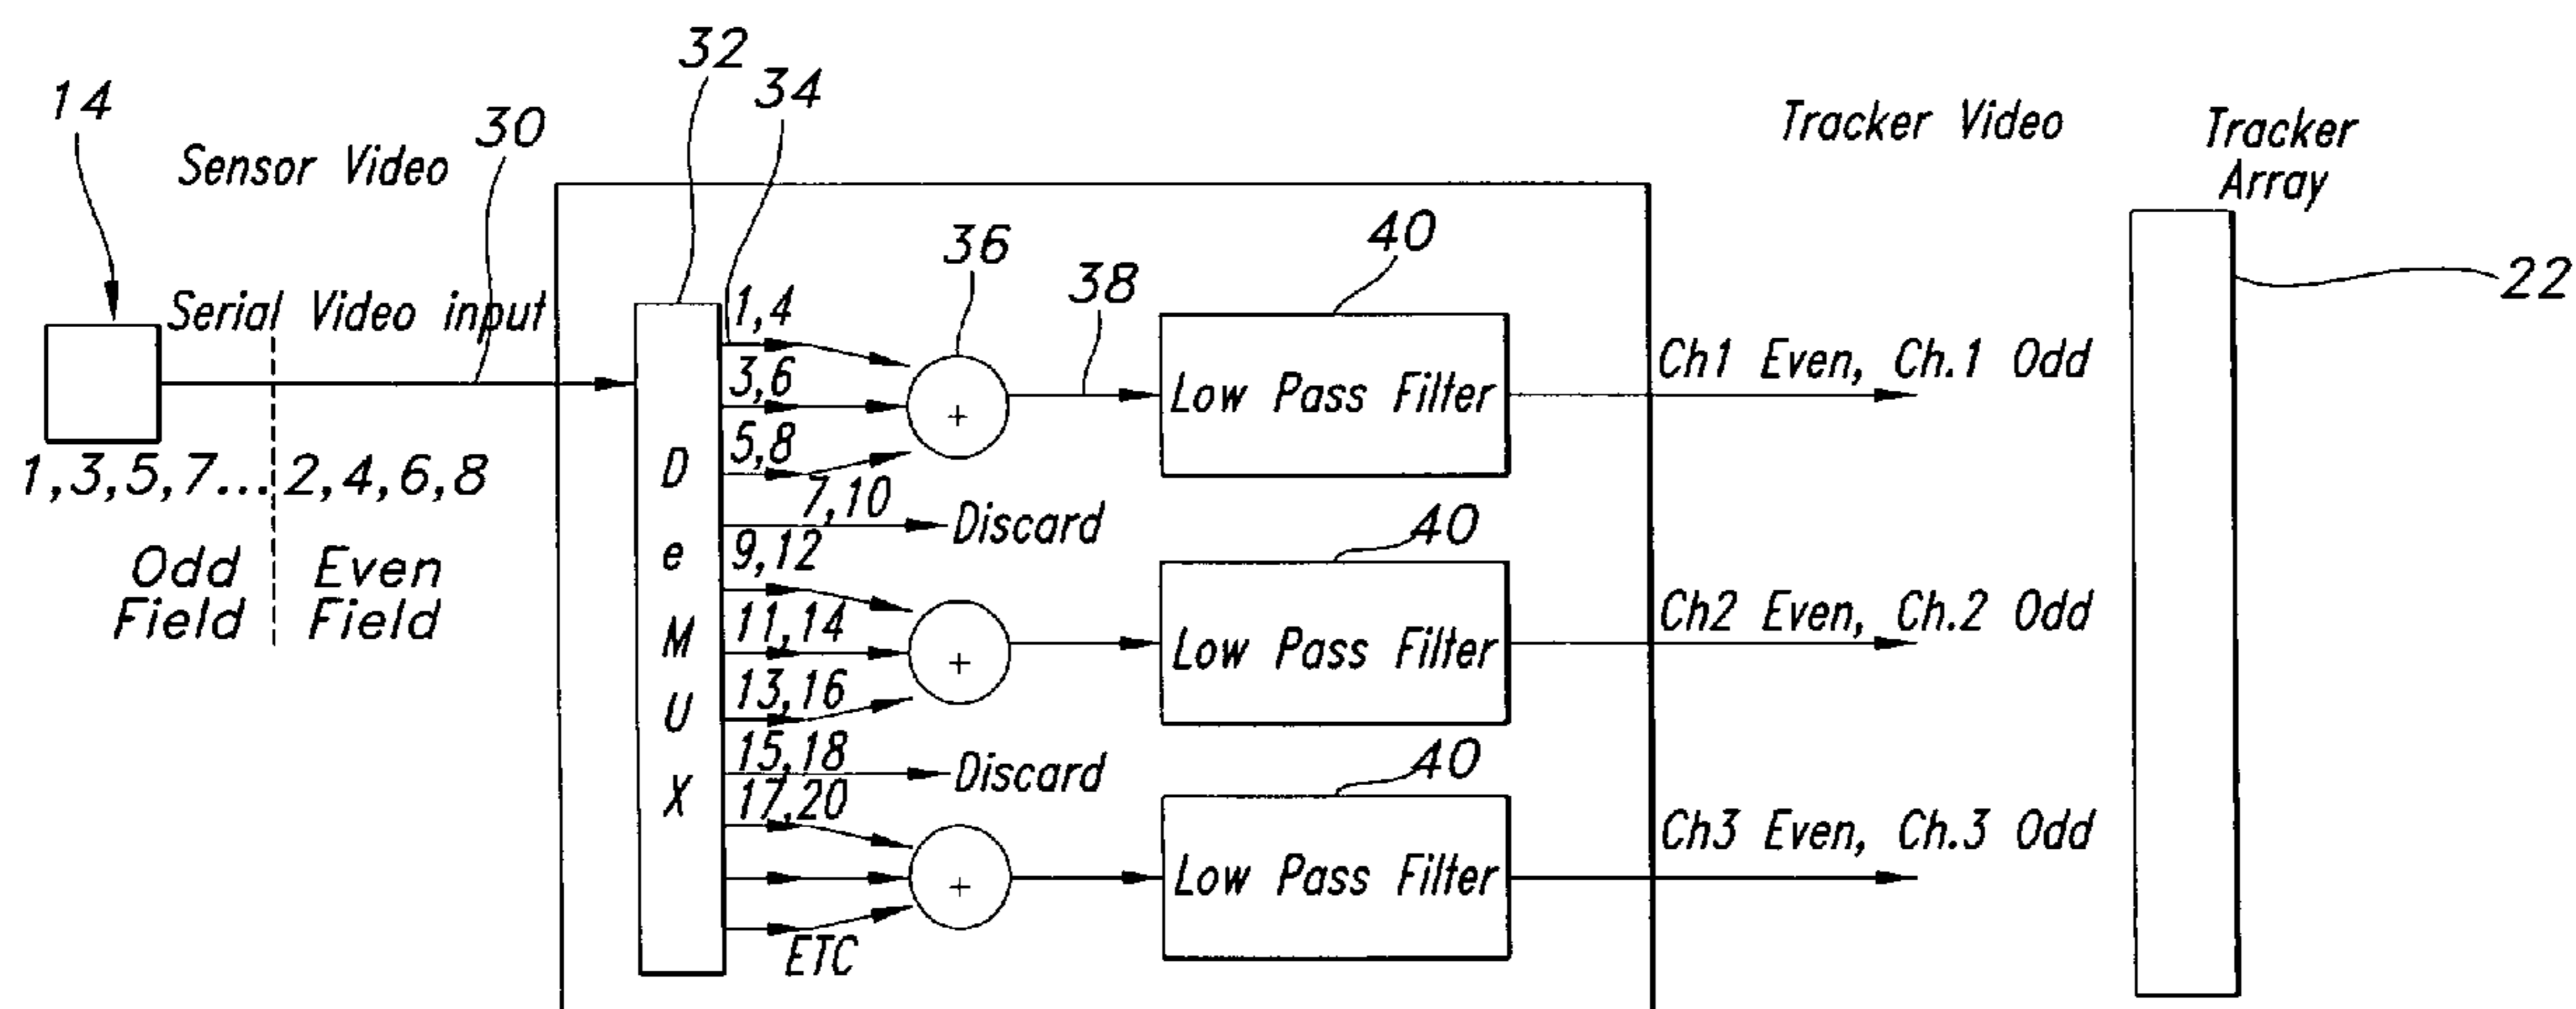 32
34
14
30
Sensor Video
Tracker Video
Tracker
Array
36
40
38
22
Serial Video input
1,4
3,6
5,8
7,10
Discard
9,12
11,14
13,16
15,18
Discard
17,20
ETC
D
e
M
U
X
+
Low Pass Filter
Ch1 Even, Ch.1 Odd
1,3,5,7... 2,4,6,8
Odd
Field
Even
Field
40
+
Low Pass Filter
Ch2 Even, Ch.2 Odd
40
+
Low Pass Filter
Ch3 Even, Ch.3 Odd